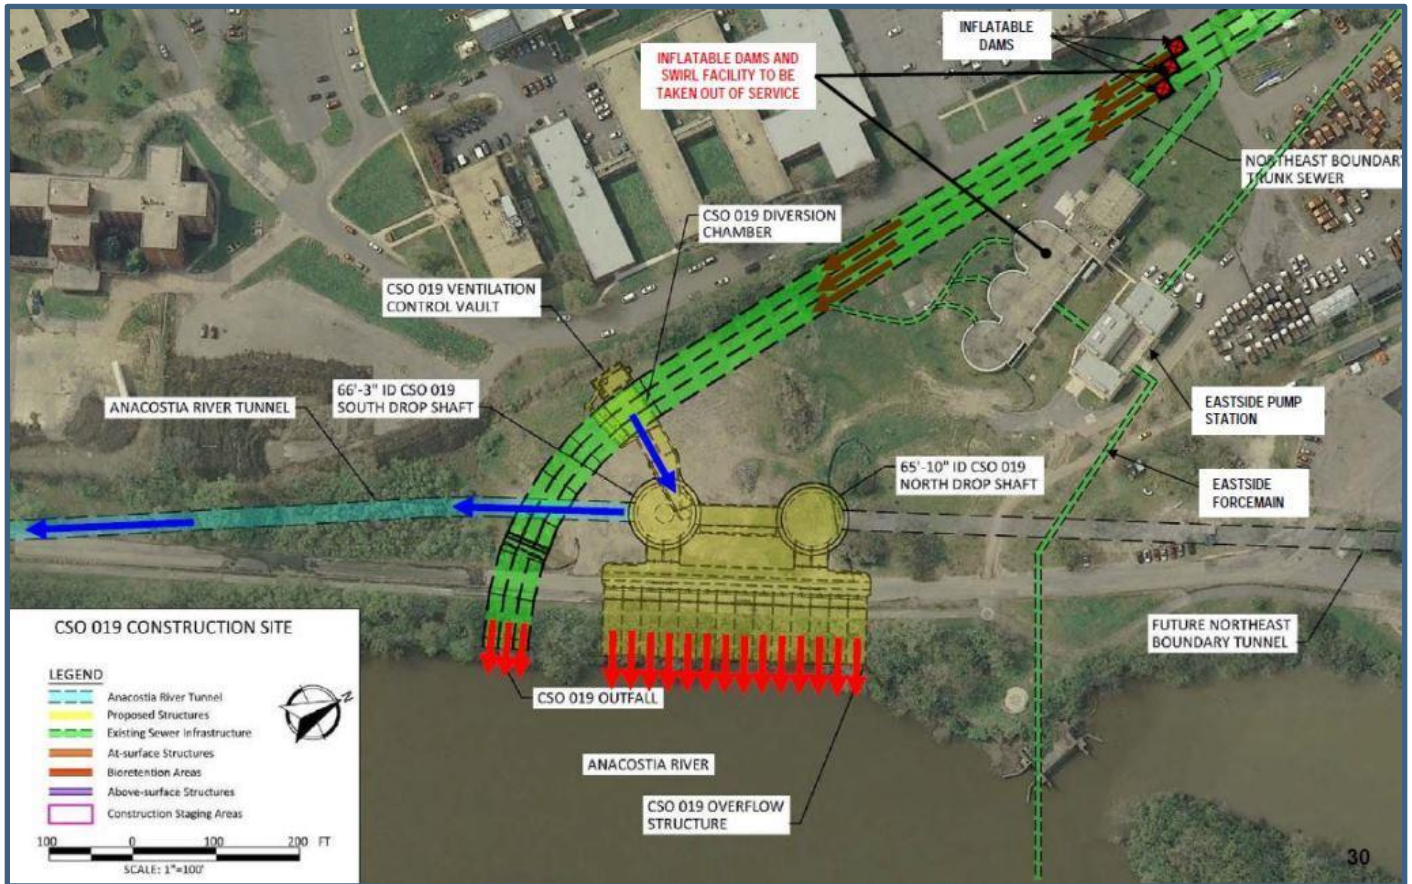 INFLATABLE
DAMS
INFLATABLE DAMS AND
SWIRL FACILITY TO BE
TAKEN OUT OF SERVICE
NORTHEAST BOUNDAR
TRUNK SEWER
CSO 019 DIVERSION
CHAMBER
CSO 019 VENTILATION
CONTROL VAULT
66'-3" ID CSO 019
SOUTH DROP SHAFT
ANACOSTIA RIVER TUNNEL
EASTSIDE PUMP
STATION
65'-10" ID CSO 019
NORTH DROP SHAFT
EASTSIDE
FORCEMAIN
FUTURE NORTHEAST
BOUNDARY TUNNEL
CSO 019 OUTFALL
ANACOSTIA RIVER
CSO 019 OVERFLOW
STRUCTURE
CSO 019 CONSTRUCTION SITE
LEGEND
Anacostia River Tunnel
Proposed Structures
Existing Sewer Infrastructure
At-surface Structures
Bioretention Areas
Above-surface Structures
Construction Staging Areas
N
100 0 100 200 FT
SCALE: 1"=100'
30